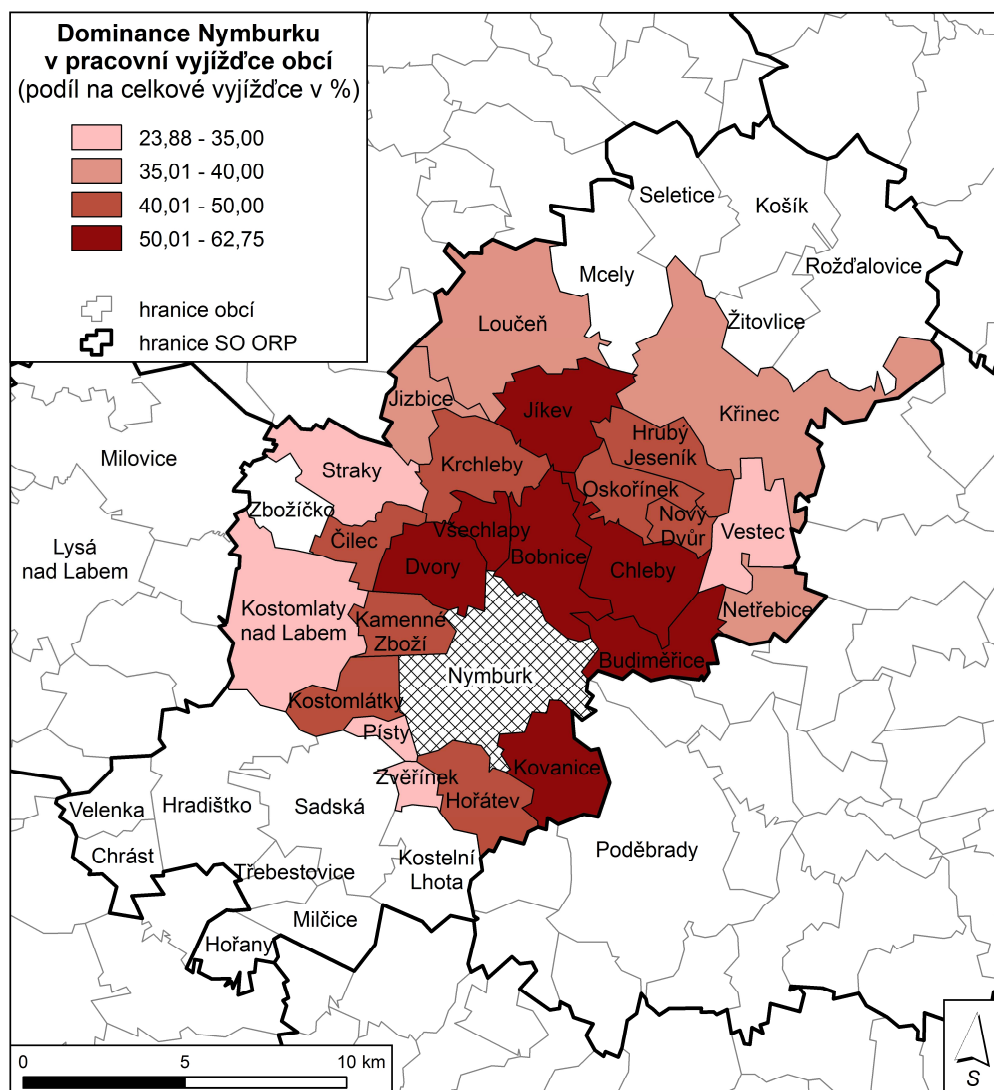 Dominance Nymburku
v pracovní vyjížďce obcí
(podíl na celkové vyjížďce v %)
23,88 - 35,00
35,01 - 40,00
40,01 - 50,00
50,01 - 62,75
hranice obcí
hranice SO ORP
Seletice
Košík
Rožďalovice
Mcely
Žitovlice
Loučeň
Jizbice
Jíkev
Křinec
Hrubý
Jeseník
Milovice
Straky
Krchleby
Oskořínek
Zbožíčko
Nový
Dvůr
Vestec
Všechlapy
Čilec
Lysá
nad Labem
Dvory
Bobnice
Chleby
Netřebice
Kostomlaty
nad Labem
Kamenné
Zboží
Budiměřice
Nymburk
Kostomlátky
Písty
Kovanice
Zvěřínek
Hořátev
Velenka
Hradištko
Sadská
Chrást
Třebestovice
Kostelní
Lhota
Poděbrady
Milčice
Hořany
0 5 10 km
S